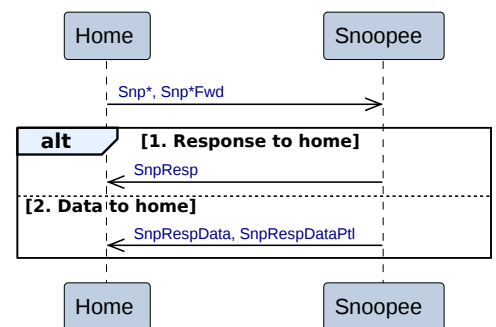 Home Snoopee
Snp*, Snp*Fwd
alt [1. Response to home]
SnpResp
[2. Data to home]
SnpRespData, SnpRespDataPtl
Home Snoopee